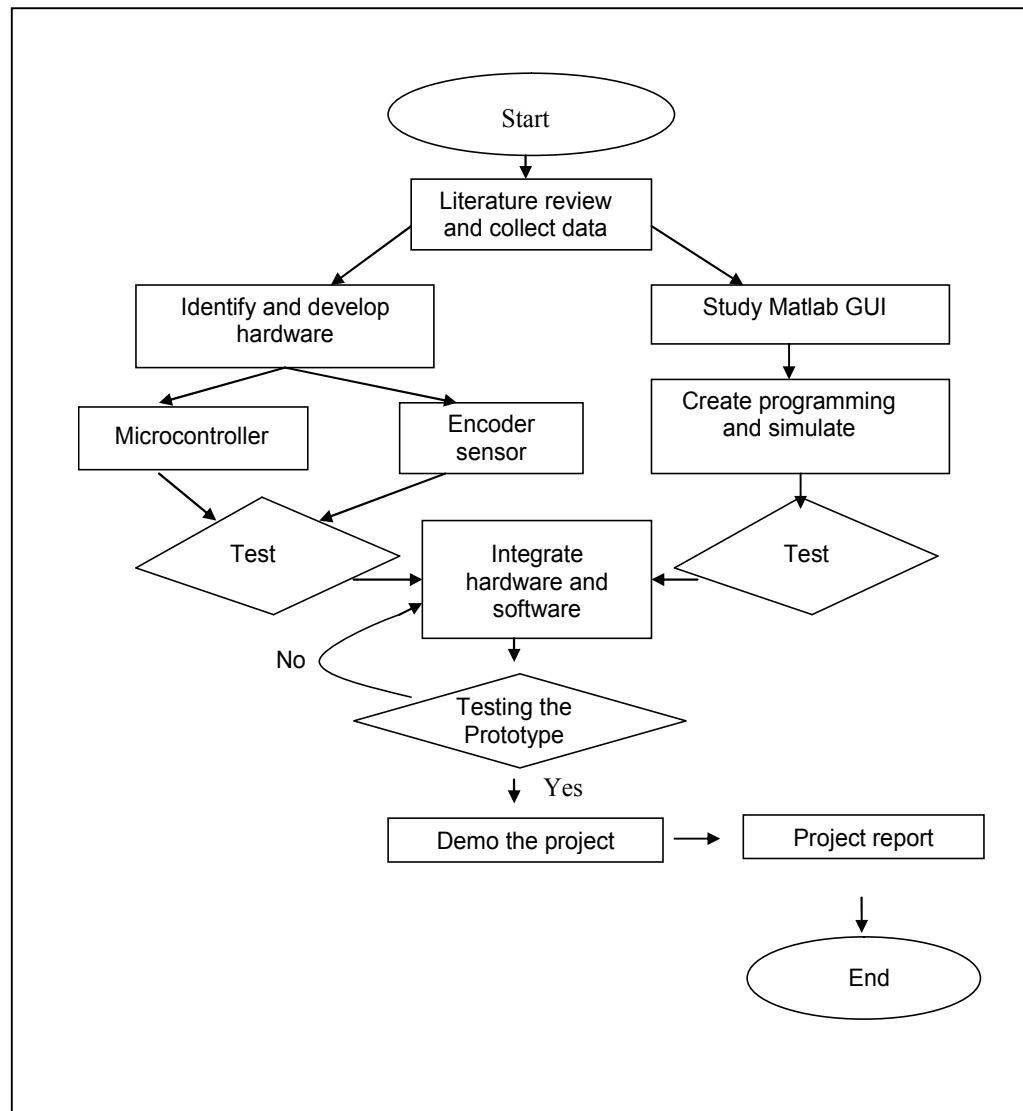 Start
Literature review
and collect data
Identify and develop
hardware
Study Matlab GUI
Microcontroller
Encoder
sensor
Create programming
and simulate
Test
Integrate
hardware and
software
Test
No
Testing the
Prototype
Yes
Demo the project
Project report
End